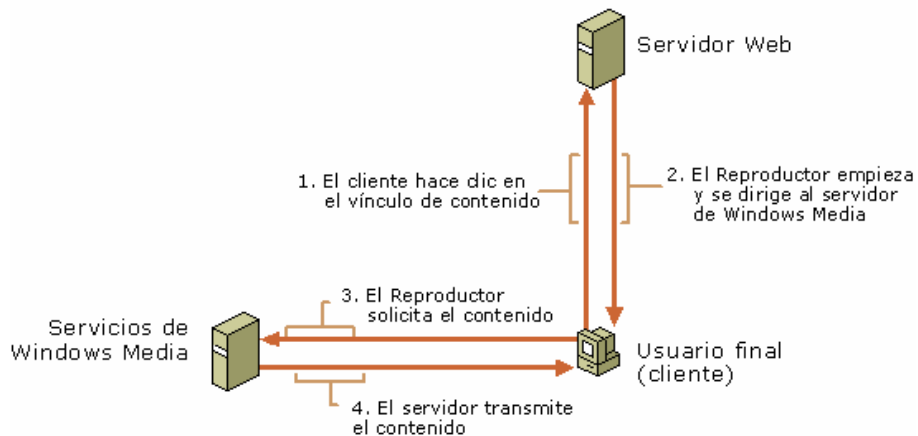 Servidor Web
1. El cliente hace clic en
el vínculo de contenido
2. El Reproductor empieza
y se dirige al servidor
de Windows Media
3. El Reproductor
solicita el contenido
Servicios de
Windows Media
Usuario final
(cliente)
4. El servidor transmite
el contenido